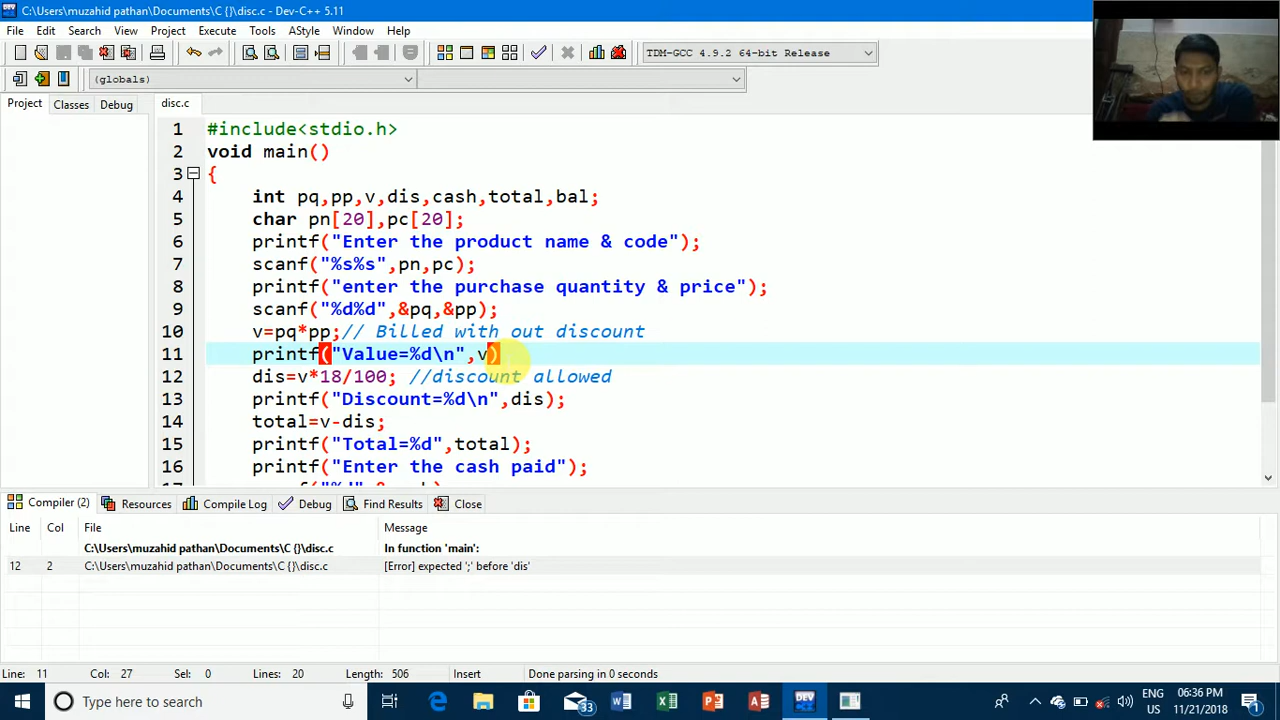 C:\Users\muzahid pathan\Documents\C {}\disc.c - Dev-C++ 5.11
File Edit Search View Project Execute Tools AStyle Window Help
TDM-GCC 4.9.2 64-bit Release
(globals)
Project Classes Debug disc.c
1 #include<stdio.h>
2 void main()
3 {
4 int pq,pp,v,dis,cash,total,bal;
5 char pn[20],pc[20];
6 printf("Enter the product name & code");
7 scanf("%s%s",pn,pc);
8 printf("enter the purchase quantity & price");
9 scanf("%d%d",&pq,&pp);
10 v=pq*pp;// Billed with out discount
11 printf("Value=%d\n",v)
12 dis=v*18/100; //discount allowed
13 printf("Discount=%d\n",dis);
14 total=v-dis;
15 printf("Total=%d",total);
16 printf("Enter the cash paid");
Compiler (2) Resources Compile Log Debug Find Results Close
Line Col File Message
C:\Users\muzahid pathan\Documents\C {}\disc.c In function 'main':
12 2 C:\Users\muzahid pathan\Documents\C {}\disc.c [Error] expected ';' before 'dis'
Line: 11 Col: 27 Sel: 0 Lines: 20 Length: 506 Insert Done parsing in 0 seconds
Type here to search 33 ENG 06:36 PM
US 11/21/2018 1